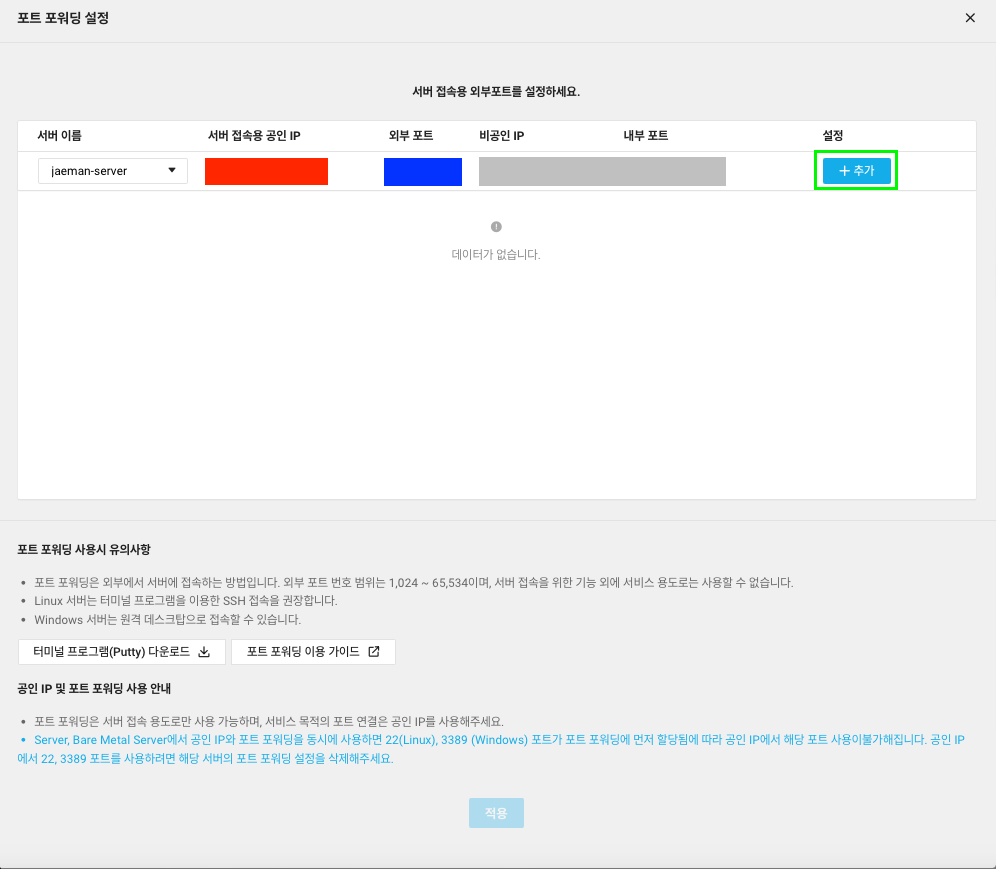 포트 포워딩 설정
서버 접속용 외부포트를 설정하세요.
서버 이름 서버 접속용 공인 IP 외부 포트 비공인 IP 내부 포트 설정
jaeman-server + 추가
데이터가 없습니다.
포트 포워딩 사용시 유의사항
• 포트 포워딩은 외부에서 서버에 접속하는 방법입니다. 외부 포트 번호 범위는 1,024 ~ 65,534이며, 서버 접속을 위한 기능 외에 서비스 용도로는 사용할 수 없습니다.
• Linux 서버는 터미널 프로그램을 이용한 SSH 접속을 권장합니다.
• Windows 서버는 원격 데스크탑으로 접속할 수 있습니다.
터미널 프로그램(Putty) 다운로드 포트 포워딩 이용 가이드
공인 IP 및 포트 포워딩 사용 안내
• 포트 포워딩은 서버 접속 용도로만 사용 가능하며, 서비스 목적의 포트 연결은 공인 IP를 사용해주세요.
• Server, Bare Metal Server에서 공인 IP와 포트 포워딩을 동시에 사용하면 22(Linux), 3389 (Windows) 포트가 포트 포워딩에 먼저 할당됨에 따라 공인 IP에서 해당 포트 사용이불가해집니다. 공인 IP
에서 22, 3389 포트를 사용하려면 해당 서버의 포트 포워딩 설정을 삭제해주세요.
적용